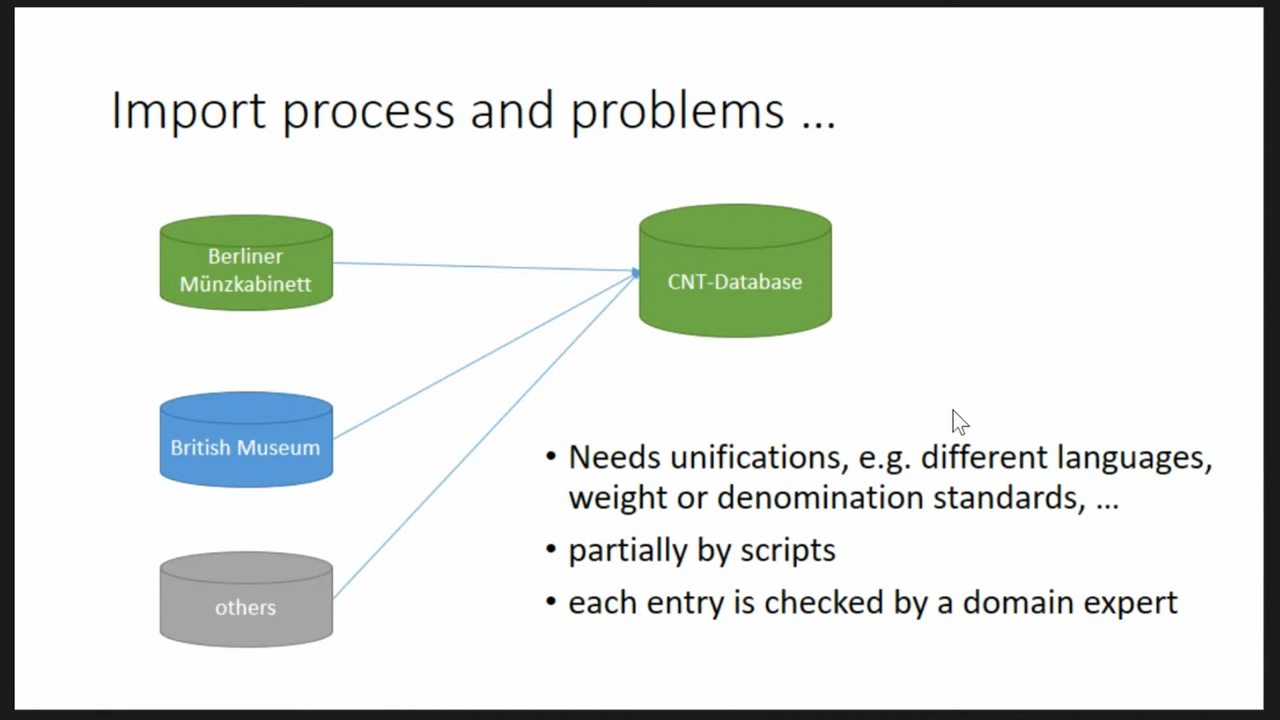 Import process and problems ...
Berliner
Münzkabinett
CNT-Database
British Museum
others
• Needs unifications, e.g. different languages,
weight or denomination standards, ...
• partially by scripts
• each entry is checked by a domain expert